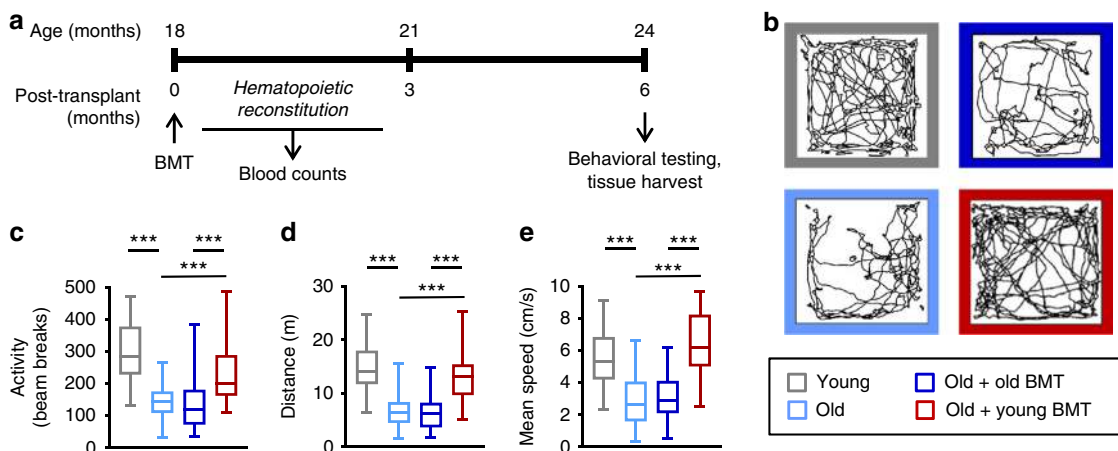 a
Age (months) 18 21 24
Post-transplant (months) 0 3 6
Hematopoietic
reconstitution
BMT
Blood counts
Behavioral testing,
tissue harvest
b
c
*** ***
***
Activity
(beam breaks)
500
400
300
200
100
0
d
*** ***
***
Distance (m)
30
20
10
0
e
*** ***
***
Mean speed (cm/s)
10
8
6
4
2
0
Young
Old
Old + old BMT
Old + young BMT